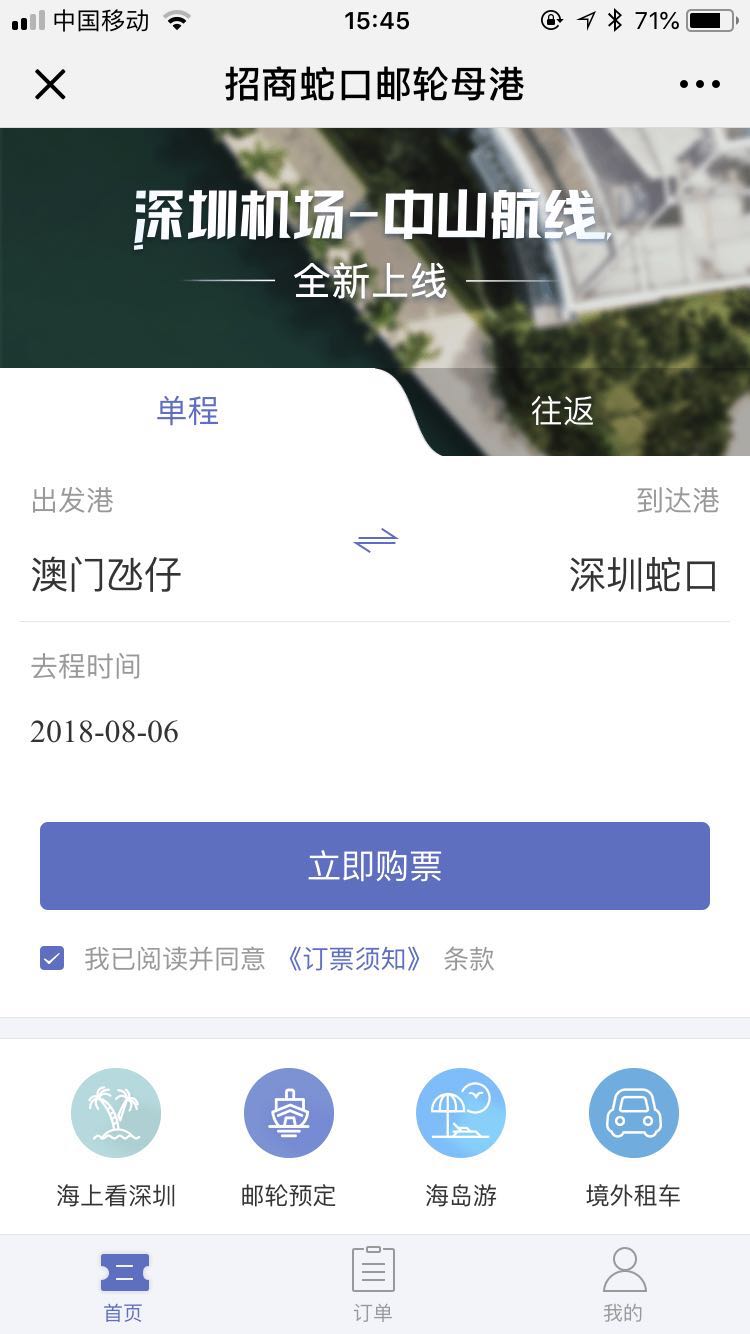 中国移动 15:45 71%
招商蛇口邮轮母港
深圳机场-中山航线
全新上线
单程 往返
出发港 到达港
澳门氹仔 深圳蛇口
去程时间
2018-08-06
立即购票
我已阅读并同意《订票须知》 条款
海上看深圳 邮轮预定 海岛游 境外租车
首页 订单 我的